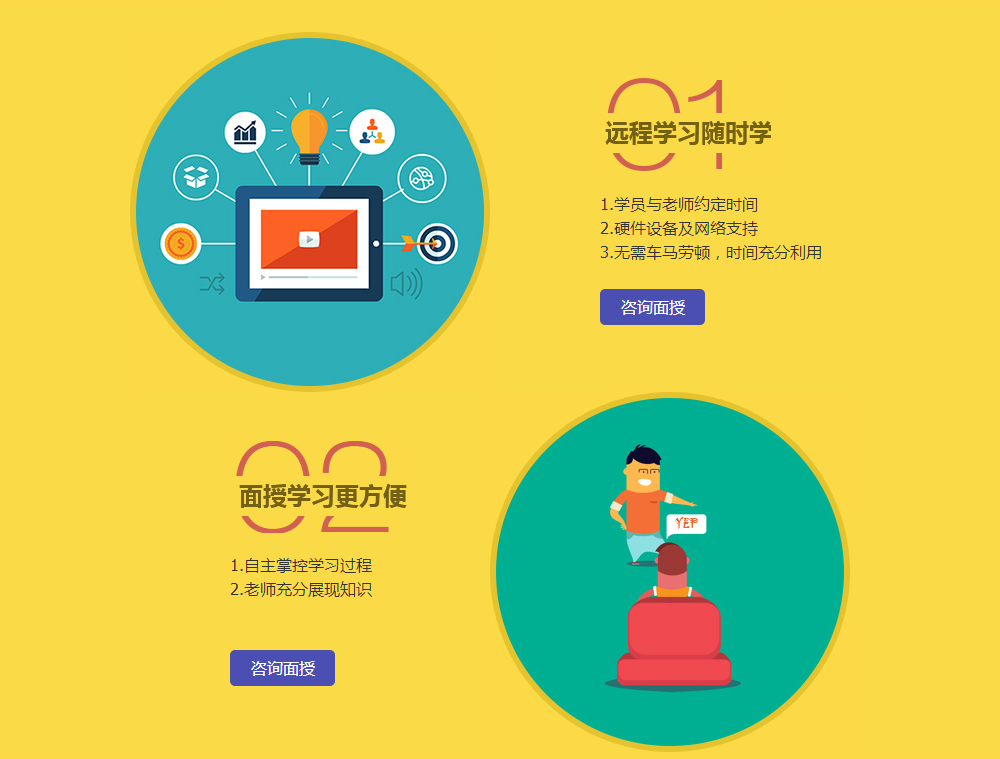 01
远程学习随时学
1.学员与老师约定时间
2.硬件设备及网络支持
3.无需车马劳顿，时间充分利用
咨询面授
$
02
面授学习更方便
1.自主掌控学习过程
2.老师充分展现知识
咨询面授
YEP